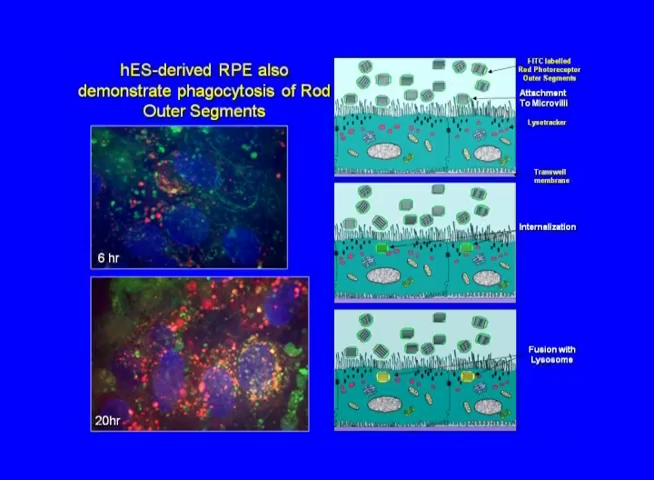 hES-derived RPE also
demonstrate phagocytosis of Rod
Outer Segments
6 hr
20hr
FITC labelled
Rod Photoreceptor
Outer Segments
Attachment
To Microvilli
Lysotracker
Transwell
membrane
Internalization
Fusion with
Lysosome